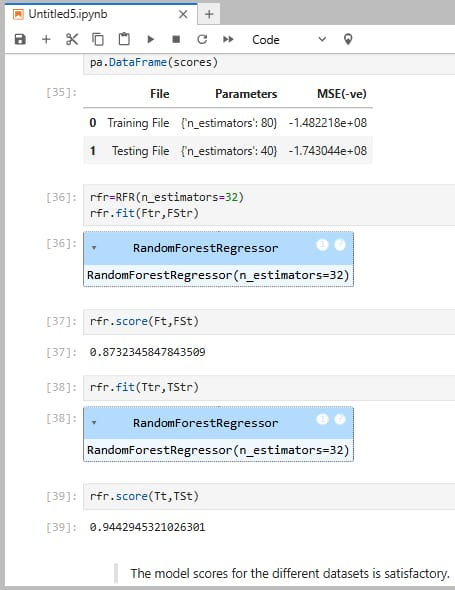 Untitled5.ipynb
Code
pa.DataFrame(scores)
[35]:
File Parameters MSE(-ve)
0 Training File {'n_estimators': 80} -1.482218e+08
1 Testing File {'n_estimators': 40} -1.743044e+08
[36]: rfr=RFR(n_estimators=32)
rfr.fit(Ftr,FStr)
[36]: RandomForestRegressor
RandomForestRegressor(n_estimators=32)
[37]: rfr.score(Ft,FSt)
[37]: 0.8732345847843509
[38]: rfr.fit(Ttr,TStr)
[38]: RandomForestRegressor
RandomForestRegressor(n_estimators=32)
[39]: rfr.score(Tt,TSt)
[39]: 0.9442945321026301
The model scores for the different datasets is satisfactory.